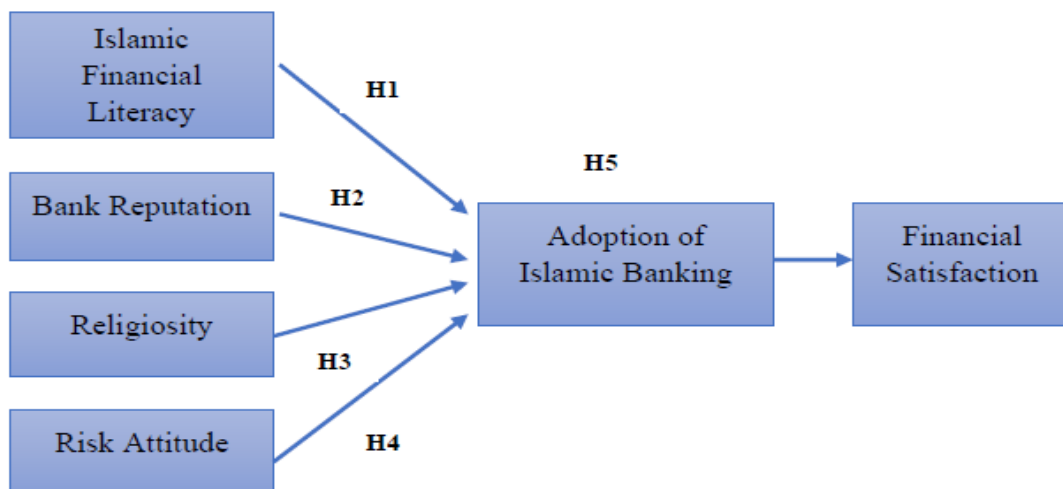 Islamic
Financial
Literacy
H1
Bank Reputation
H2
Religiosity
H3
Risk Attitude
H4
H5
Adoption of
Islamic Banking
Financial
Satisfaction